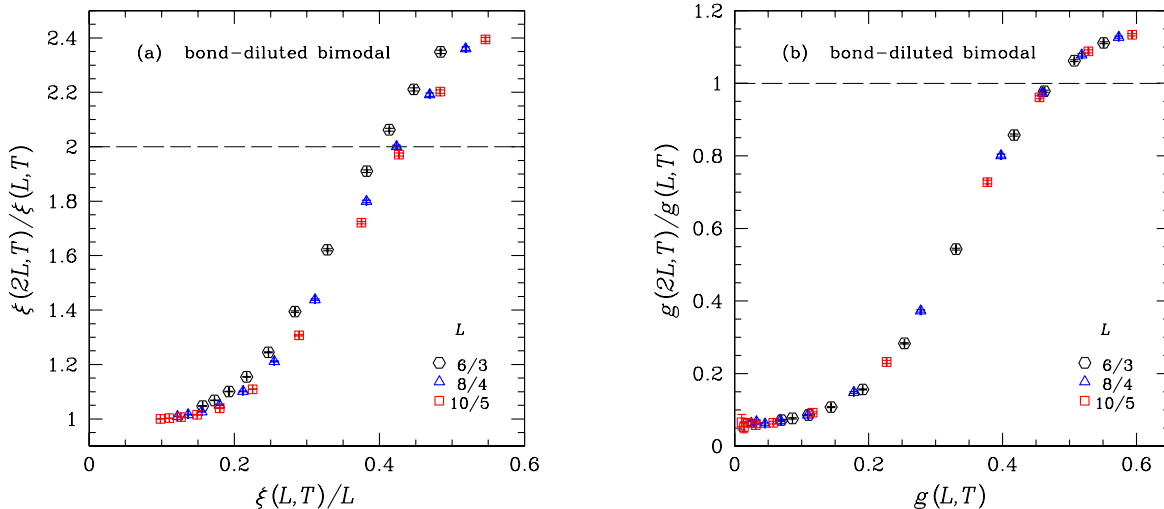 (a) bond-diluted bimodal
ξ(2L,T)/ξ(L,T)
2.4
2.2
2
1.8
1.6
1.4
1.2
1
L
6/3
8/4
10/5
0 0.2 0.4 0.6
ξ(L,T)/L
(b) bond-diluted bimodal
g(2L,T)/g(L,T)
1.2
1
0.8
0.6
0.4
0.2
0
L
6/3
8/4
10/5
0 0.2 0.4 0.6
g(L,T)